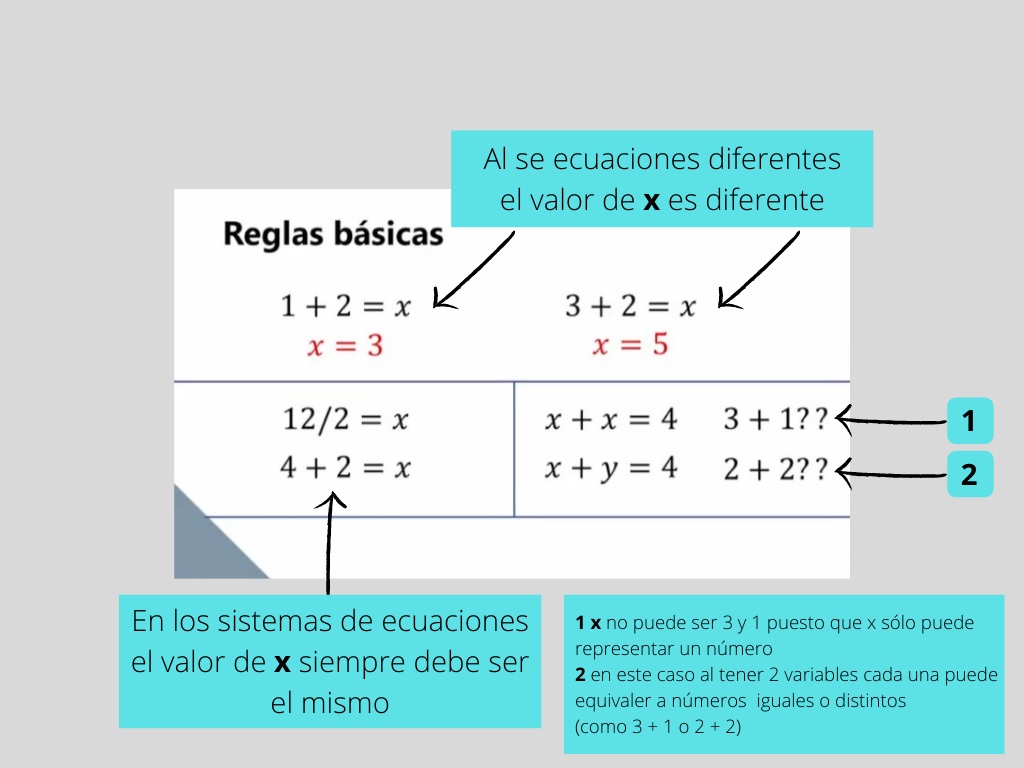 Al se ecuaciones diferentes
el valor de x es diferente
Reglas básicas
1 + 2 = x
x = 3
3 + 2 = x
x = 5
12/2 = x
4 + 2 = x
x + x = 4 3 + 1??
x + y = 4 2 + 2??
1
2
En los sistemas de ecuaciones
el valor de x siempre debe ser
el mismo
1 x no puede ser 3 y 1 puesto que x sólo puede
representar un número
2 en este caso al tener 2 variables cada una puede
equivaler a números iguales o distintos
(como 3 + 1 o 2 + 2)